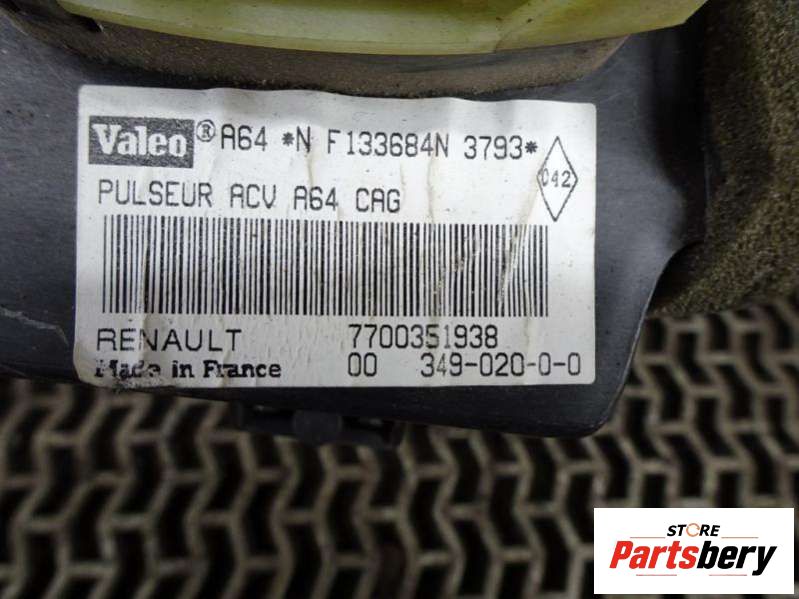 Valeo® A64 *N F133684N 3793*
042
PULSEUR ACV A64 CAG
RENAULT 7700351938
Made in France 00 349-020-0-0
STORE
Partsbery